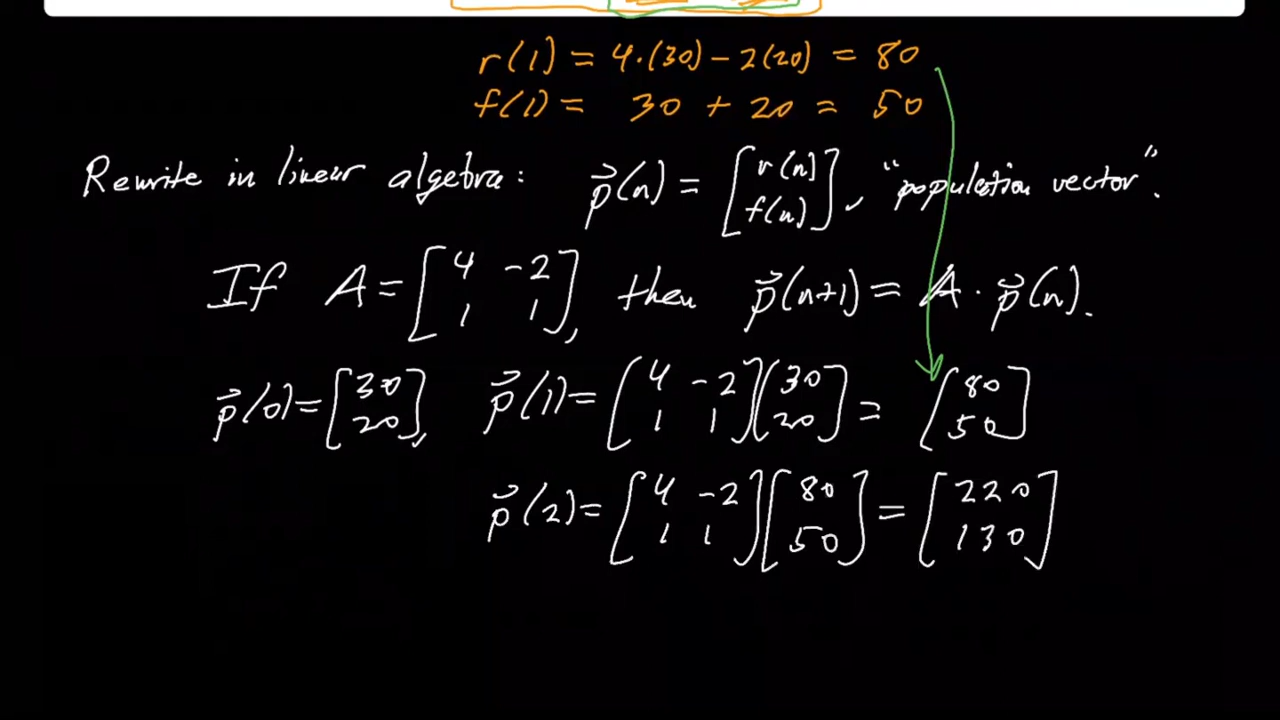 r(1) = 4·(30) – 2(20) = 80
f(1) = 30 + 20 = 50
Rewrite in linear algebra: p⃗(n) = [r(n) f(n)], "population vector".
If A = [4 -2 1 1], then p⃗(n+1) = A · p⃗(n).
p⃗(0) = [30 20], p⃗(1) = [4 -2 1 1][30 20] = [80 50]
p⃗(2) = [4 -2 1 1][80 50] = [220 130]